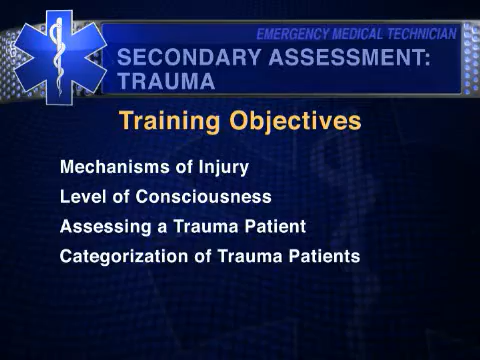 EMERGENCY MEDICAL TECHNICIAN
SECONDARY ASSESSMENT:
TRAUMA
Training Objectives
Mechanisms of Injury
Level of Consciousness
Assessing a Trauma Patient
Categorization of Trauma Patients